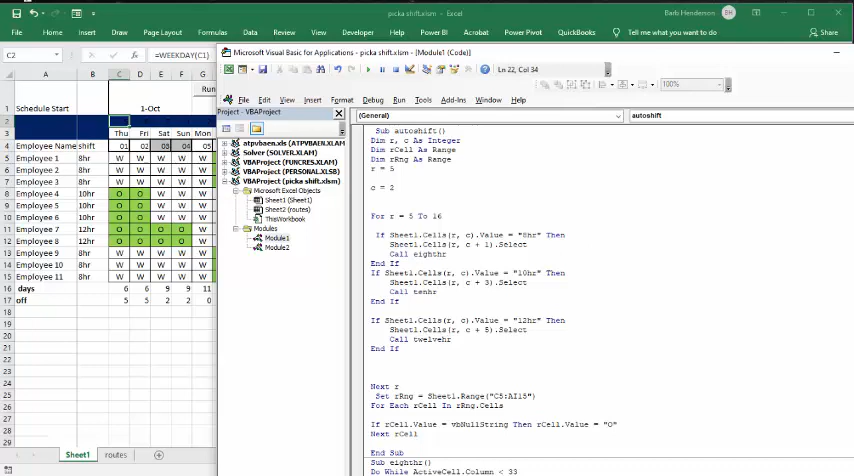 picka shift.xlsm - Excel
Barb Henderson BH
File Home Insert Draw Page Layout Formulas Data Review View Developer Help Power BI Acrobat Power Pivot QuickBooks Tell me what you want to do Share
C2 fx =WEEKDAY(C1)
Microsoft Visual Basic for Applications - picka shift.xlsm - [Module1 (Code)]
Ln 22, Col 34
100%
File Edit View Insert Format Debug Run Tools Add-Ins Window Help
A B C D E F G
Run
1 Schedule Start 1-Oct
2
3 Thu Fri Sat Sun Mon
4 Employee Name shift 01 02 03 04 05
5 Employee 1 8hr W W W W W
6 Employee 2 8hr W W W W W
7 Employee 3 8hr W W W W W
8 Employee 4 10hr O O W W W
9 Employee 5 10hr O O W W W
10 Employee 6 10hr O O W W W
11 Employee 7 12hr O O O O W
12 Employee 8 12hr O O O O W
13 Employee 9 8hr W W W W W
14 Employee 10 8hr W W W W W
15 Employee 11 8hr W W W W W
16 days 6 6 9 9 11
17 off 5 5 2 2 0
18
19
20
21
22
23
24
25
26
27
28
29
Sheet1 routes
Project - VBAProject
atpvbaen.xls (ATPVBAEN.XLAM
Solver (SOLVER.XLAM)
VBAProject (FUNCRES.XLAM)
VBAProject (PERSONAL.XLSB)
VBAProject (picka shift.xlsm)
Microsoft Excel Objects
Sheet1 (Sheet1)
Sheet2 (routes)
ThisWorkbook
Modules
Module1
Module2
(General) autoshift
Sub autoshift()
Dim r, c As Integer
Dim rCell As Range
Dim rRng As Range
r = 5
c = 2
For r = 5 To 16
If Sheet1.Cells(r, c).Value = "8hr" Then
Sheet1.Cells(r, c + 1).Select
Call eighthr
End If
If Sheet1.Cells(r, c).Value = "10hr" Then
Sheet1.Cells(r, c + 3).Select
Call tenhr
End If
If Sheet1.Cells(r, c).Value = "12hr" Then
Sheet1.Cells(r, c + 5).Select
Call twelvehr
End If
Next r
Set rRng = Sheet1.Range("C5:AI15")
For Each rCell In rRng.Cells
If rCell.Value = vbNullString Then rCell.Value = "O"
Next rCell
End Sub
Sub eighthr()
Do While ActiveCell.Column < 33